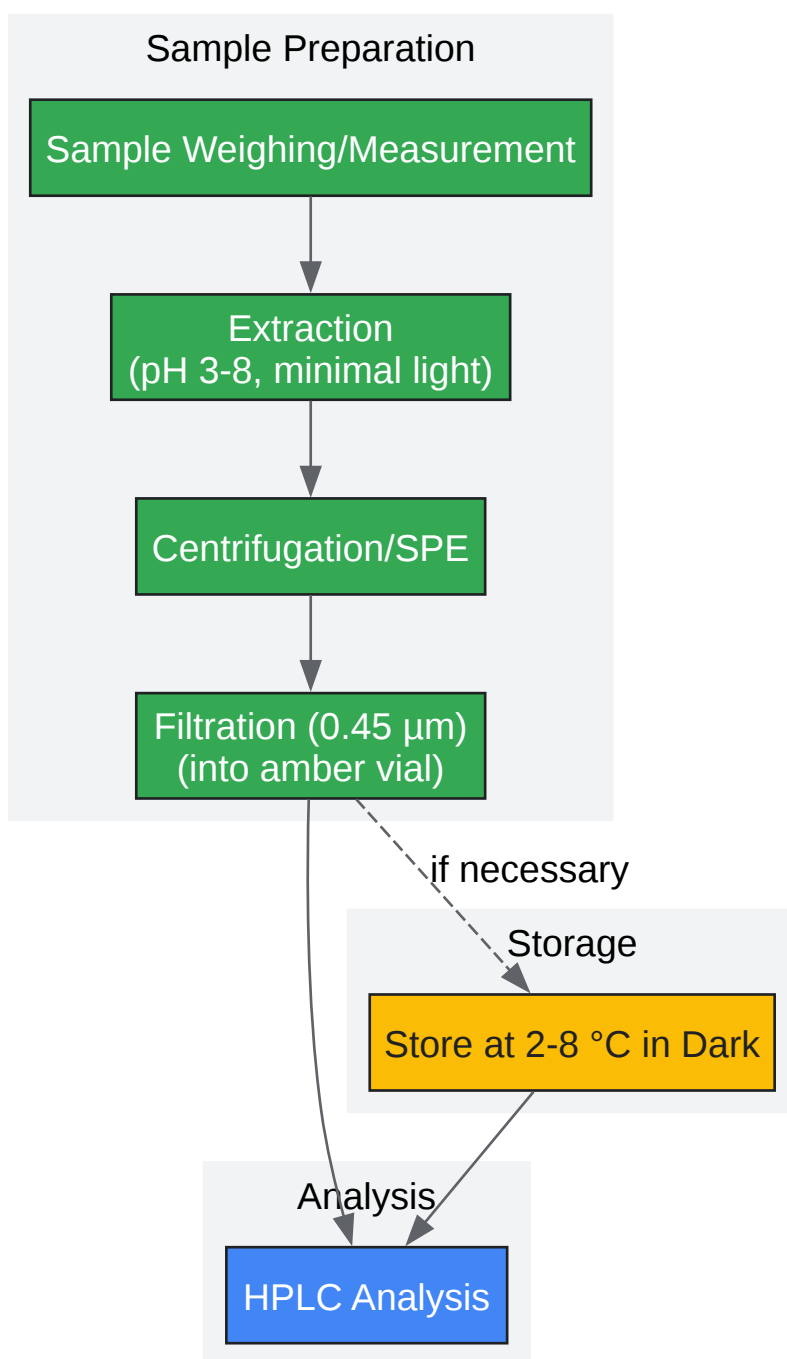 Sample Preparation
Sample Weighing/Measurement
Extraction
(pH 3-8, minimal light)
Centrifugation/SPE
Filtration (0.45 µm)
(into amber vial)
if necessary
Storage
Store at 2-8 °C in Dark
Analysis
HPLC Analysis